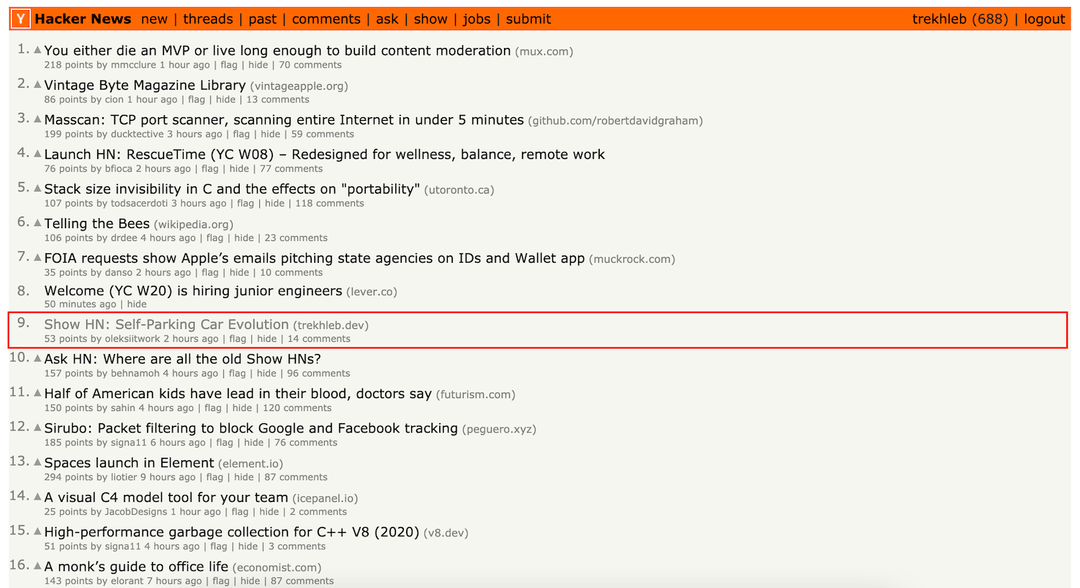 Y Hacker News new | threads | past | comments | ask | show | jobs | submit trekhleb (688) | logout
1. You either die an MVP or live long enough to build content moderation (mux.com)
218 points by mmcclure 1 hour ago | flag | hide | 70 comments
2. Vintage Byte Magazine Library (vintageapple.org)
86 points by cion 1 hour ago | flag | hide | 13 comments
3. Masscan: TCP port scanner, scanning entire Internet in under 5 minutes (github.com/robertdavidgraham)
199 points by ducktective 3 hours ago | flag | hide | 59 comments
4. Launch HN: RescueTime (YC W08) – Redesigned for wellness, balance, remote work
76 points by bfioca 2 hours ago | flag | hide | 77 comments
5. Stack size invisibility in C and the effects on "portability" (utoronto.ca)
107 points by todsacerdoti 3 hours ago | flag | hide | 118 comments
6. Telling the Bees (wikipedia.org)
106 points by drdee 4 hours ago | flag | hide | 23 comments
7. FOIA requests show Apple’s emails pitching state agencies on IDs and Wallet app (muckrock.com)
35 points by danso 2 hours ago | flag | hide | 10 comments
8. Welcome (YC W20) is hiring junior engineers (lever.co)
50 minutes ago | hide
9. Show HN: Self-Parking Car Evolution (trekhleb.dev)
53 points by oleksiitwork 2 hours ago | flag | hide | 14 comments
10. Ask HN: Where are all the old Show HNs?
157 points by behnamoh 4 hours ago | flag | hide | 96 comments
11. Half of American kids have lead in their blood, doctors say (futurism.com)
150 points by sahin 4 hours ago | flag | hide | 120 comments
12. Sirubo: Packet filtering to block Google and Facebook tracking (peguero.xyz)
185 points by signa11 6 hours ago | flag | hide | 76 comments
13. Spaces launch in Element (element.io)
294 points by liotier 9 hours ago | flag | hide | 87 comments
14. A visual C4 model tool for your team (icepanel.io)
25 points by JacobDesigns 1 hour ago | flag | hide | 2 comments
15. High-performance garbage collection for C++ V8 (2020) (v8.dev)
51 points by signa11 4 hours ago | flag | hide | 3 comments
16. A monk’s guide to office life (economist.com)
143 points by elorant 7 hours ago | flag | hide | 87 comments